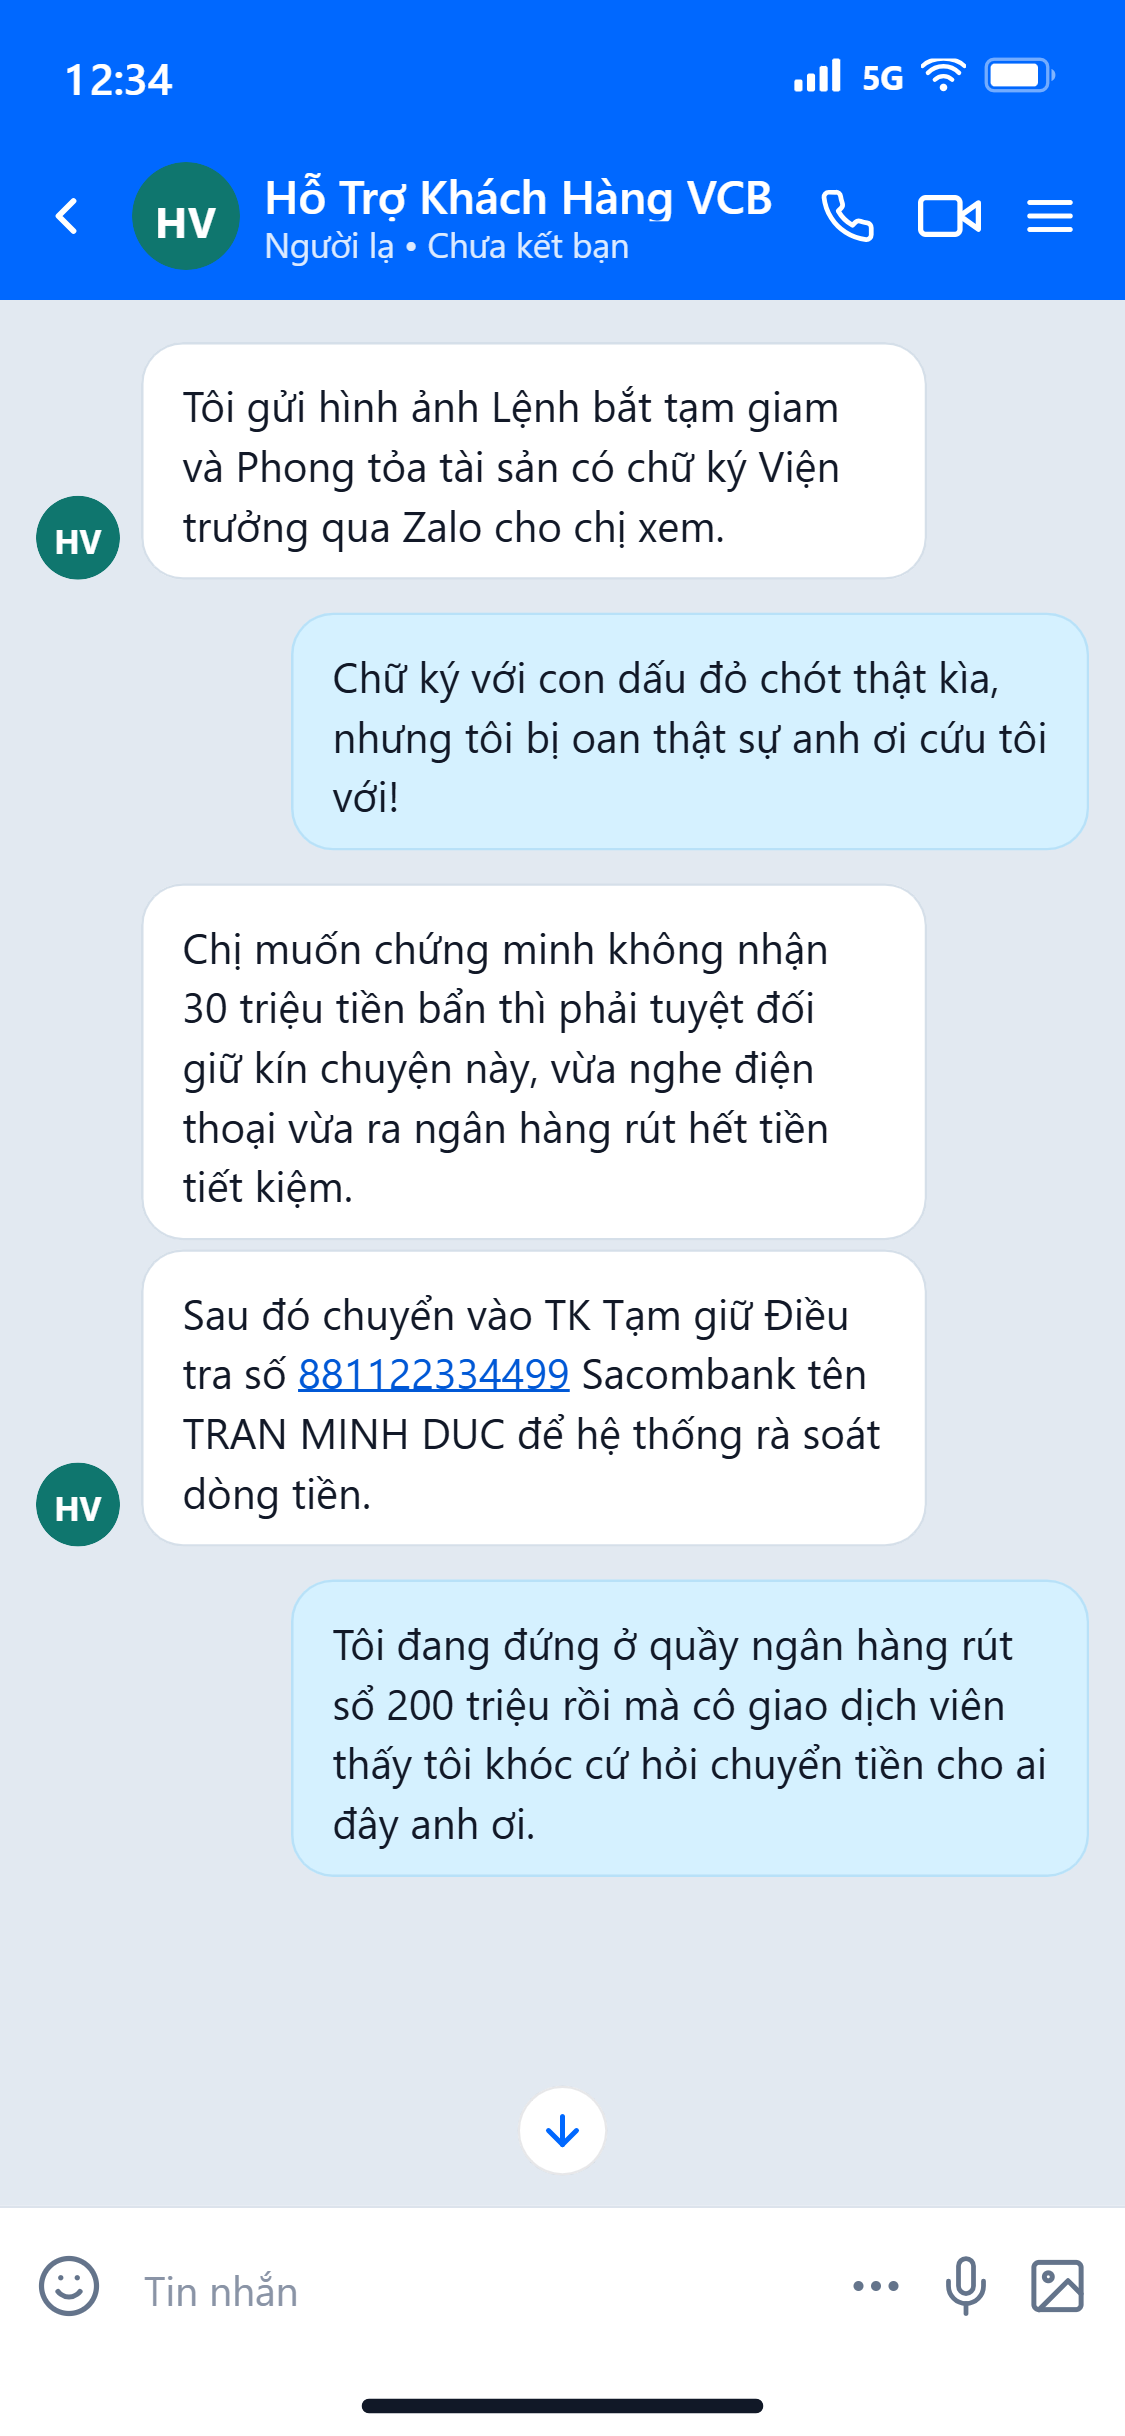 12:34
5G
HV
Hỗ Trợ Khách Hàng VCB
Người lạ • Chưa kết bạn
Tôi gửi hình ảnh Lệnh bắt tạm giam
và Phong tỏa tài sản có chữ ký Viện
trưởng qua Zalo cho chị xem.
HV
Chữ ký với con dấu đỏ chót thật kìa,
nhưng tôi bị oan thật sự anh ơi cứu tôi
với!
Chị muốn chứng minh không nhận
30 triệu tiền bẩn thì phải tuyệt đối
giữ kín chuyện này, vừa nghe điện
thoại vừa ra ngân hàng rút hết tiền
tiết kiệm.
Sau đó chuyển vào TK Tạm giữ Điều
tra số 881122334499 Sacombank tên
TRAN MINH DUC để hệ thống rà soát
dòng tiền.
HV
Tôi đang đứng ở quầy ngân hàng rút
sổ 200 triệu rồi mà cô giao dịch viên
thấy tôi khóc cứ hỏi chuyển tiền cho ai
đây anh ơi.
Tin nhắn